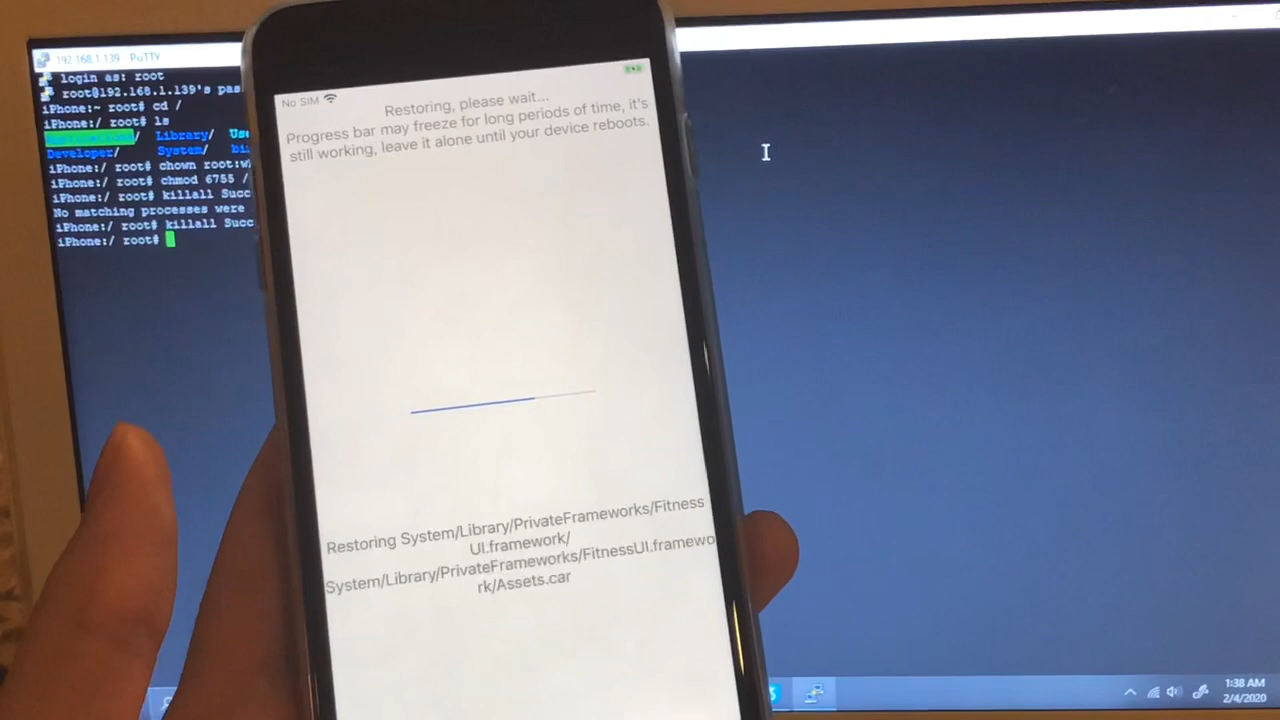 192.168.1.139 PuTTY
login as: root
root@192.168.1.139's pas
iPhone:~ root# cd /
iPhone:/ root# ls
/ Library/ Us
Developer/ System/ bi
iPhone:/ root# chown root:w
iPhone:/ root# chmod 6755 /
iPhone:/ root# killall Succ
No matching processes were
iPhone:/ root# killall Succ
iPhone:/ root#
No SIM
Restoring, please wait...
Progress bar may freeze for long periods of time, it's
still working, leave it alone until your device reboots.
Restoring System/Library/PrivateFrameworks/Fitness
UI.framework/
System/Library/PrivateFrameworks/FitnessUI.framewo
rk/Assets.car
1:38 AM
2/4/2020